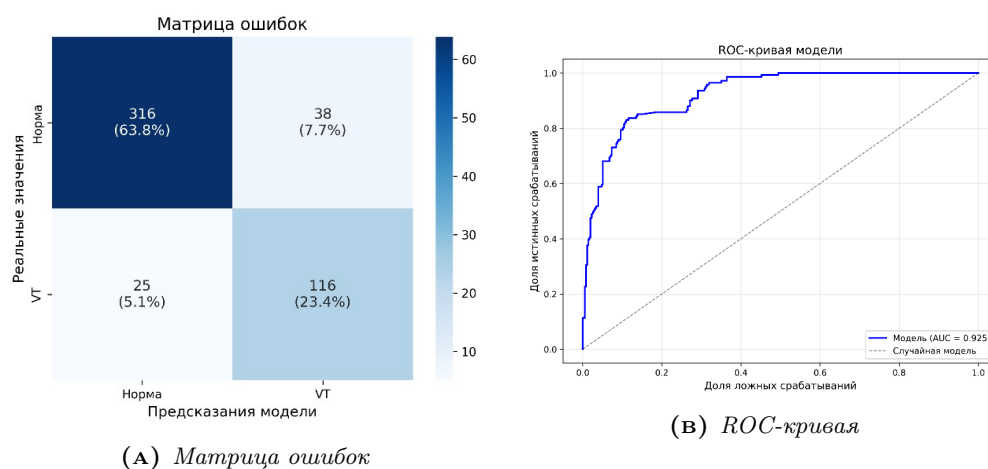 Матрица ошибок
Реальные значения
Норма
VT
316
(63.8%)
38
(7.7%)
25
(5.1%)
116
(23.4%)
Норма
VT
Предсказания модели
60
50
40
30
20
10
(A) Матрица ошибок
ROC-кривая модели
Доля истинных срабатываний
1.0
0.8
0.6
0.4
0.2
0.0
0.0
0.2
0.4
0.6
0.8
1.0
Доля ложных срабатываний
Модель (AUC = 0.925
Случайная модель
(B) ROC-кривая